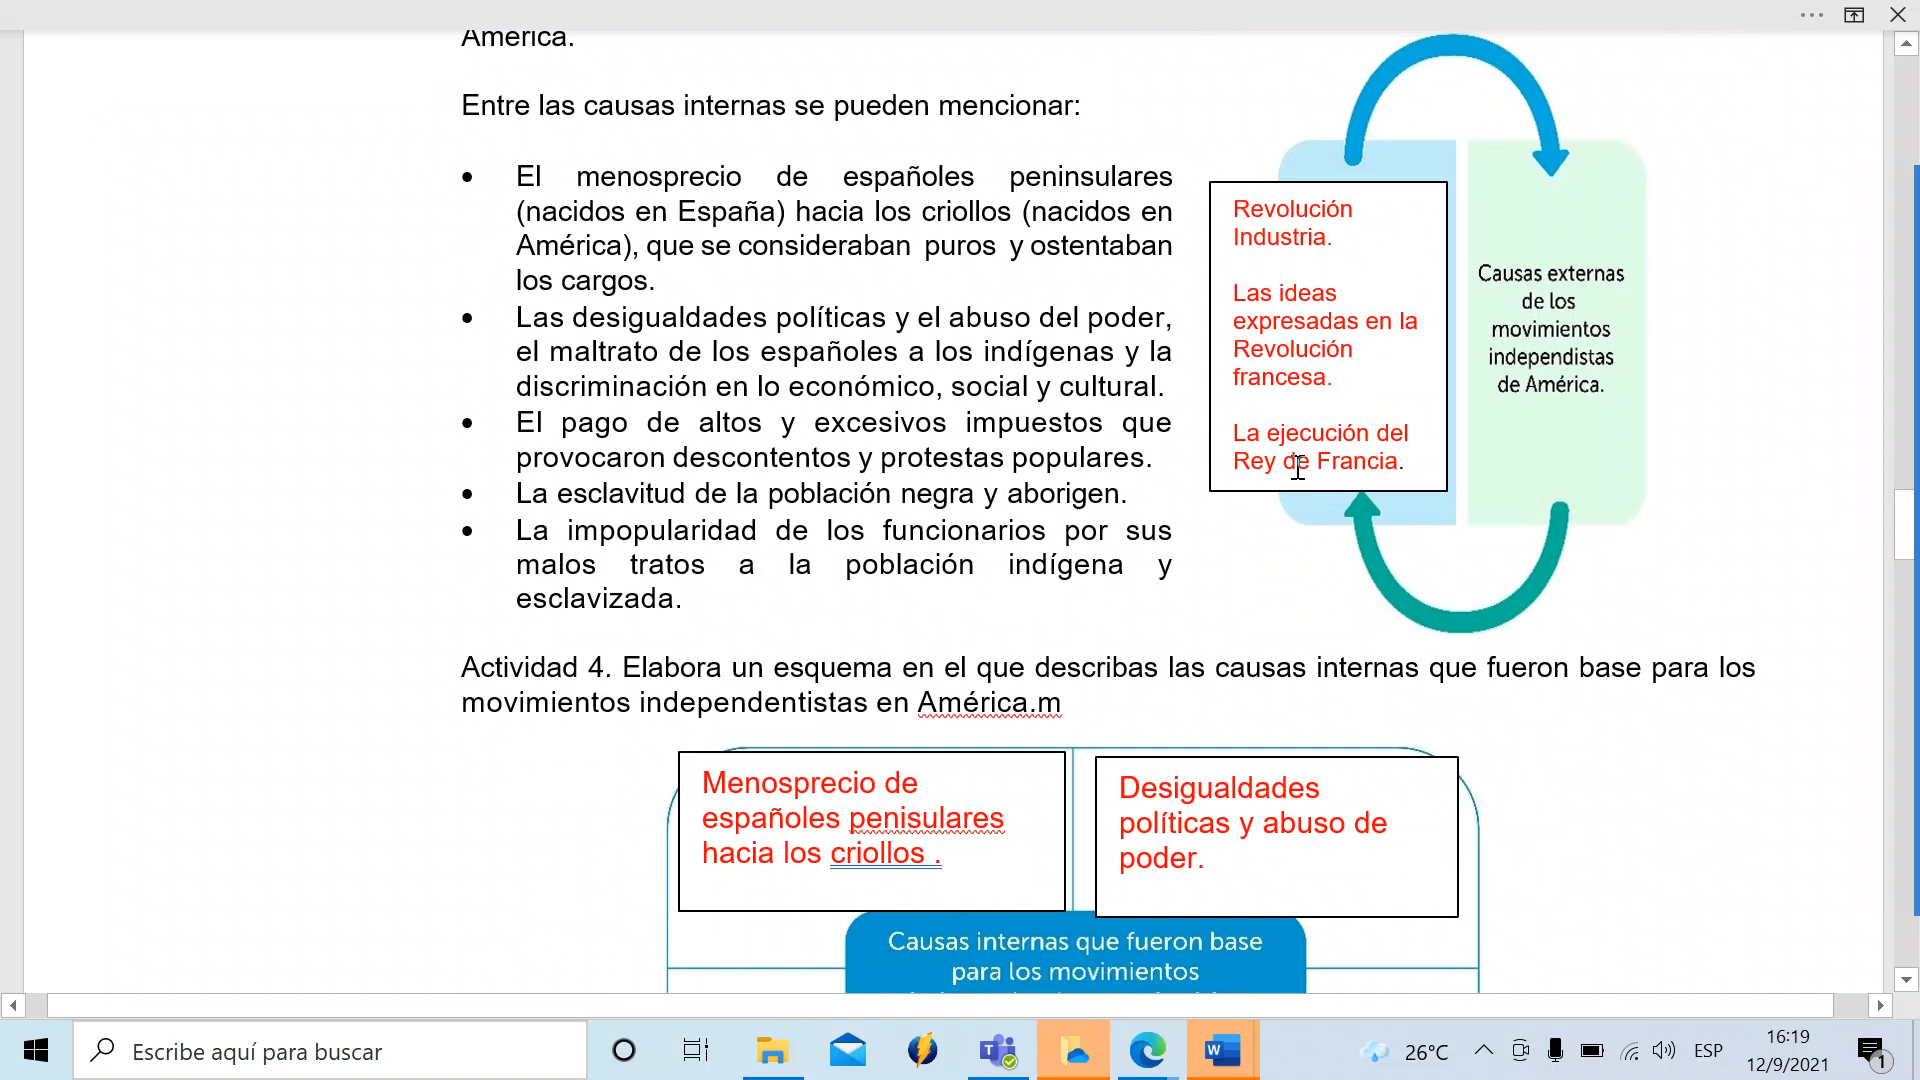 América.
Entre las causas internas se pueden mencionar:
• El menosprecio de españoles peninsulares
(nacidos en España) hacia los criollos (nacidos en
América), que se consideraban puros y ostentaban
los cargos.
• Las desigualdades políticas y el abuso del poder,
el maltrato de los españoles a los indígenas y la
discriminación en lo económico, social y cultural.
• El pago de altos y excesivos impuestos que
provocaron descontentos y protestas populares.
• La esclavitud de la población negra y aborigen.
• La impopularidad de los funcionarios por sus
malos tratos a la población indígena y
esclavizada.
Revolución
Industria.
Las ideas
expresadas en la
Revolución
francesa.
La ejecución del
Rey de Francia.
Causas externas
de los
movimientos
independistas
de América.
Actividad 4. Elabora un esquema en el que describas las causas internas que fueron base para los
movimientos independentistas en América.m
Menosprecio de
españoles penisulares
hacia los criollos .
Desigualdades
políticas y abuso de
poder.
Causas internas que fueron base
para los movimientos
Escribe aquí para buscar
26°C
ESP
16:19
12/9/2021
1